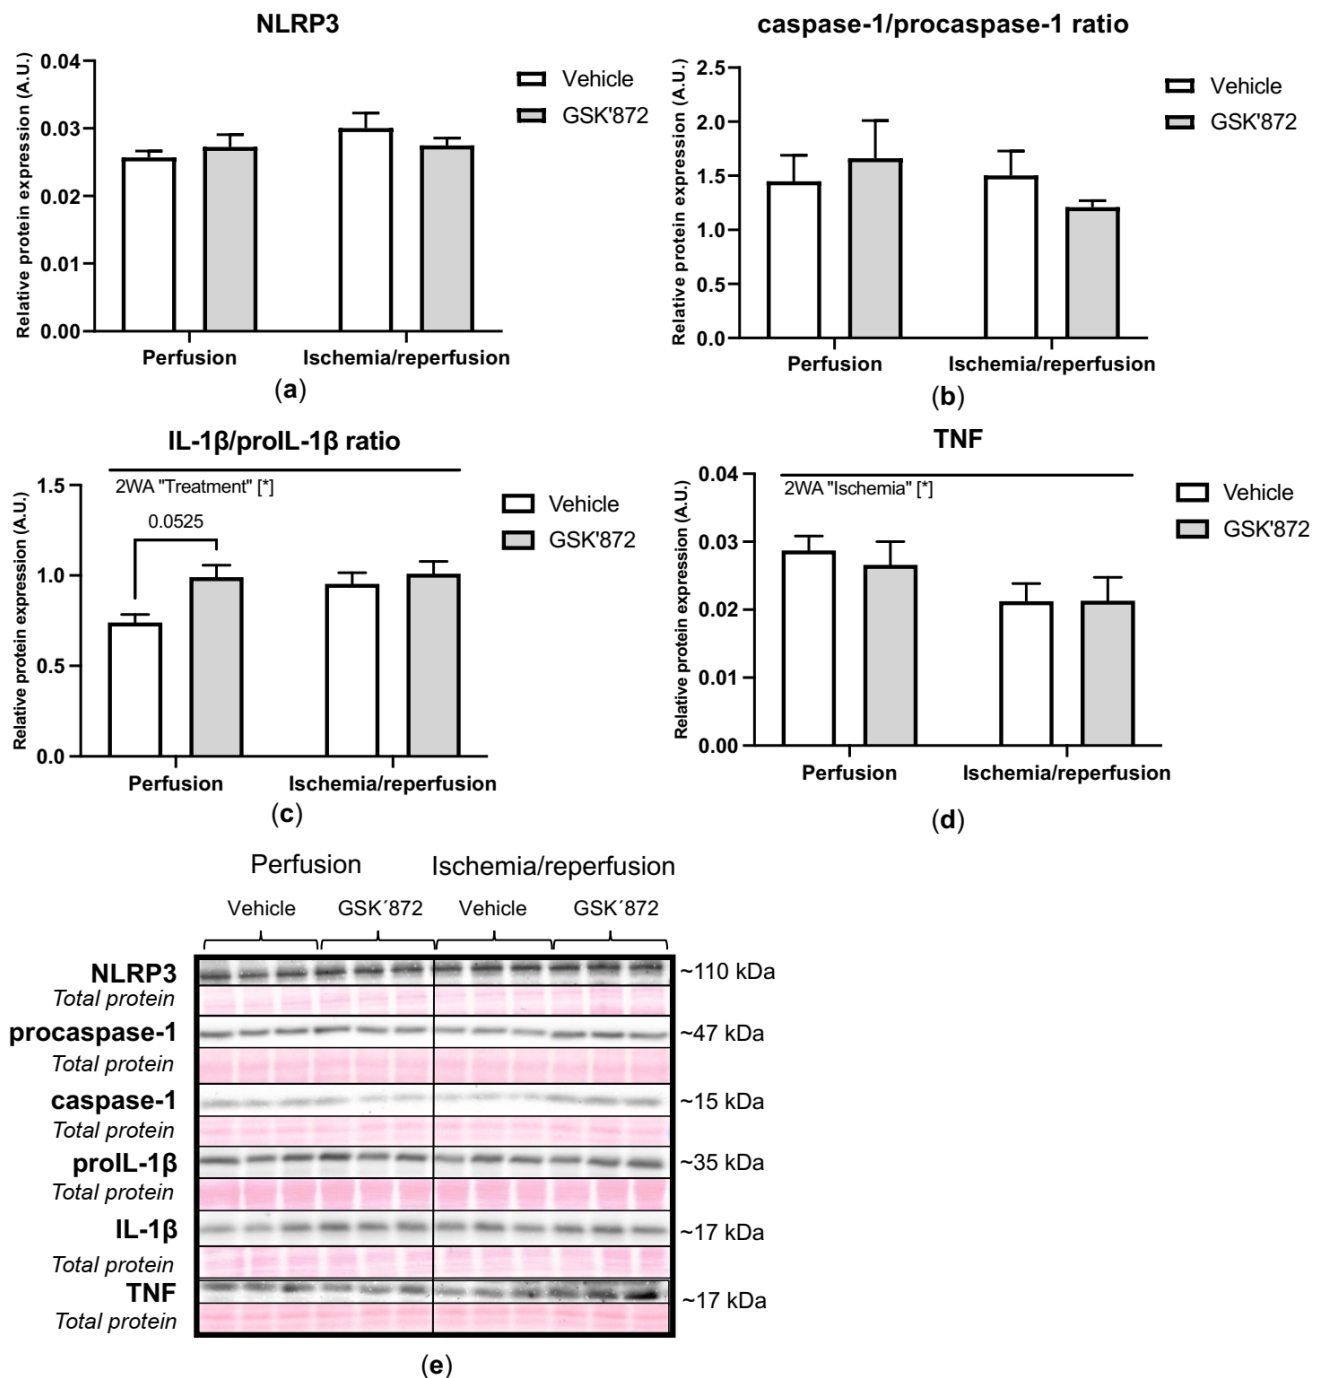 NLRP3
Relative protein expression (A.U.)
0.04
0.03
0.02
0.01
0.00
Vehicle
GSK'872
Perfusion
Ischemia/reperfusion
(a)
caspase-1/procaspase-1 ratio
Relative protein expression (A.U.)
2.5
2.0
1.5
1.0
0.5
0.0
Vehicle
GSK'872
Perfusion
Ischemia/reperfusion
(b)
IL-1β/proIL-1β ratio
Relative protein expression (A.U.)
1.5
1.0
0.5
0.0
2WA "Treatment" [*]
0.0525
Vehicle
GSK'872
Perfusion
Ischemia/reperfusion
(c)
TNF
Relative protein expression (A.U.)
0.04
0.03
0.02
0.01
0.00
2WA "Ischemia" [*]
Vehicle
GSK'872
Perfusion
Ischemia/reperfusion
(d)
Perfusion Ischemia/reperfusion
Vehicle GSK´872 Vehicle GSK´872
NLRP3 ~110 kDa
Total protein
procaspase-1 ~47 kDa
Total protein
caspase-1 ~15 kDa
Total protein
proIL-1β ~35 kDa
Total protein
IL-1β ~17 kDa
Total protein
TNF ~17 kDa
Total protein
(e)